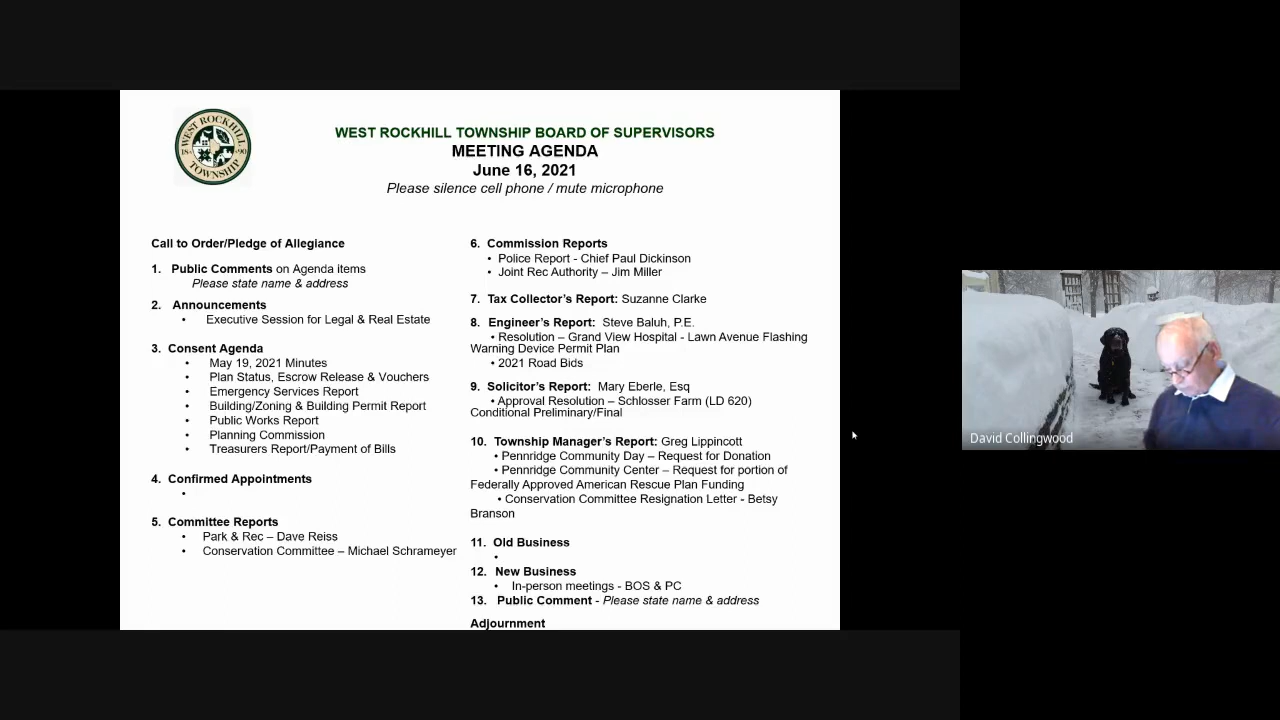 WEST ROCKHILL
18 90
TOWNSHIP
WEST ROCKHILL TOWNSHIP BOARD OF SUPERVISORS
MEETING AGENDA
June 16, 2021
Please silence cell phone / mute microphone
Call to Order/Pledge of Allegiance
1. Public Comments on Agenda items
Please state name & address
2. Announcements
• Executive Session for Legal & Real Estate
3. Consent Agenda
• May 19, 2021 Minutes
• Plan Status, Escrow Release & Vouchers
• Emergency Services Report
• Building/Zoning & Building Permit Report
• Public Works Report
• Planning Commission
• Treasurers Report/Payment of Bills
4. Confirmed Appointments
•
5. Committee Reports
• Park & Rec – Dave Reiss
• Conservation Committee – Michael Schrameyer
6. Commission Reports
• Police Report - Chief Paul Dickinson
• Joint Rec Authority – Jim Miller
7. Tax Collector's Report: Suzanne Clarke
8. Engineer's Report: Steve Baluh, P.E.
• Resolution – Grand View Hospital - Lawn Avenue Flashing
Warning Device Permit Plan
• 2021 Road Bids
9. Solicitor's Report: Mary Eberle, Esq
• Approval Resolution – Schlosser Farm (LD 620)
Conditional Preliminary/Final
10. Township Manager's Report: Greg Lippincott
• Pennridge Community Day – Request for Donation
• Pennridge Community Center – Request for portion of
Federally Approved American Rescue Plan Funding
• Conservation Committee Resignation Letter - Betsy
Branson
11. Old Business
•
12. New Business
• In-person meetings - BOS & PC
13. Public Comment - Please state name & address
Adjournment
David Collingwood